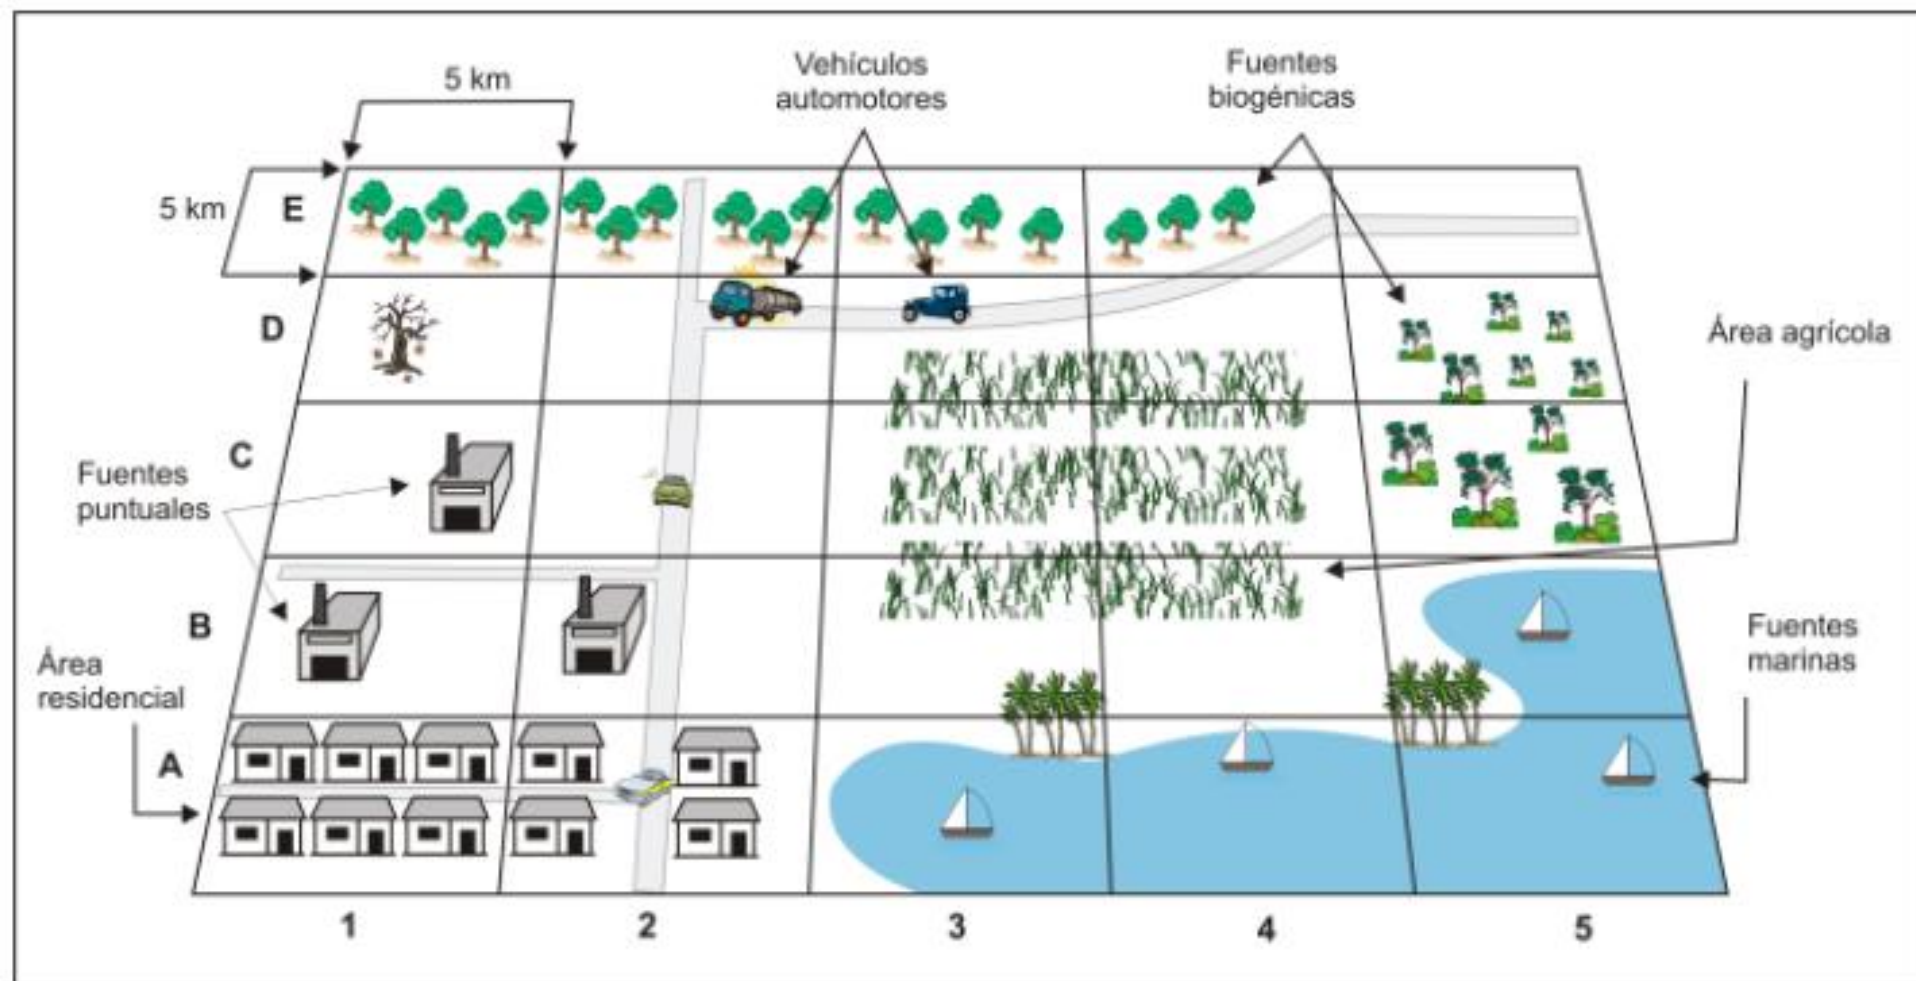 5 km
Vehículos
automotores
Fuentes
biogénicas
5 km
E
D
Área agrícola
C
Fuentes
puntuales
B
Fuentes
marinas
Área
residencial
A
1
2
3
4
5